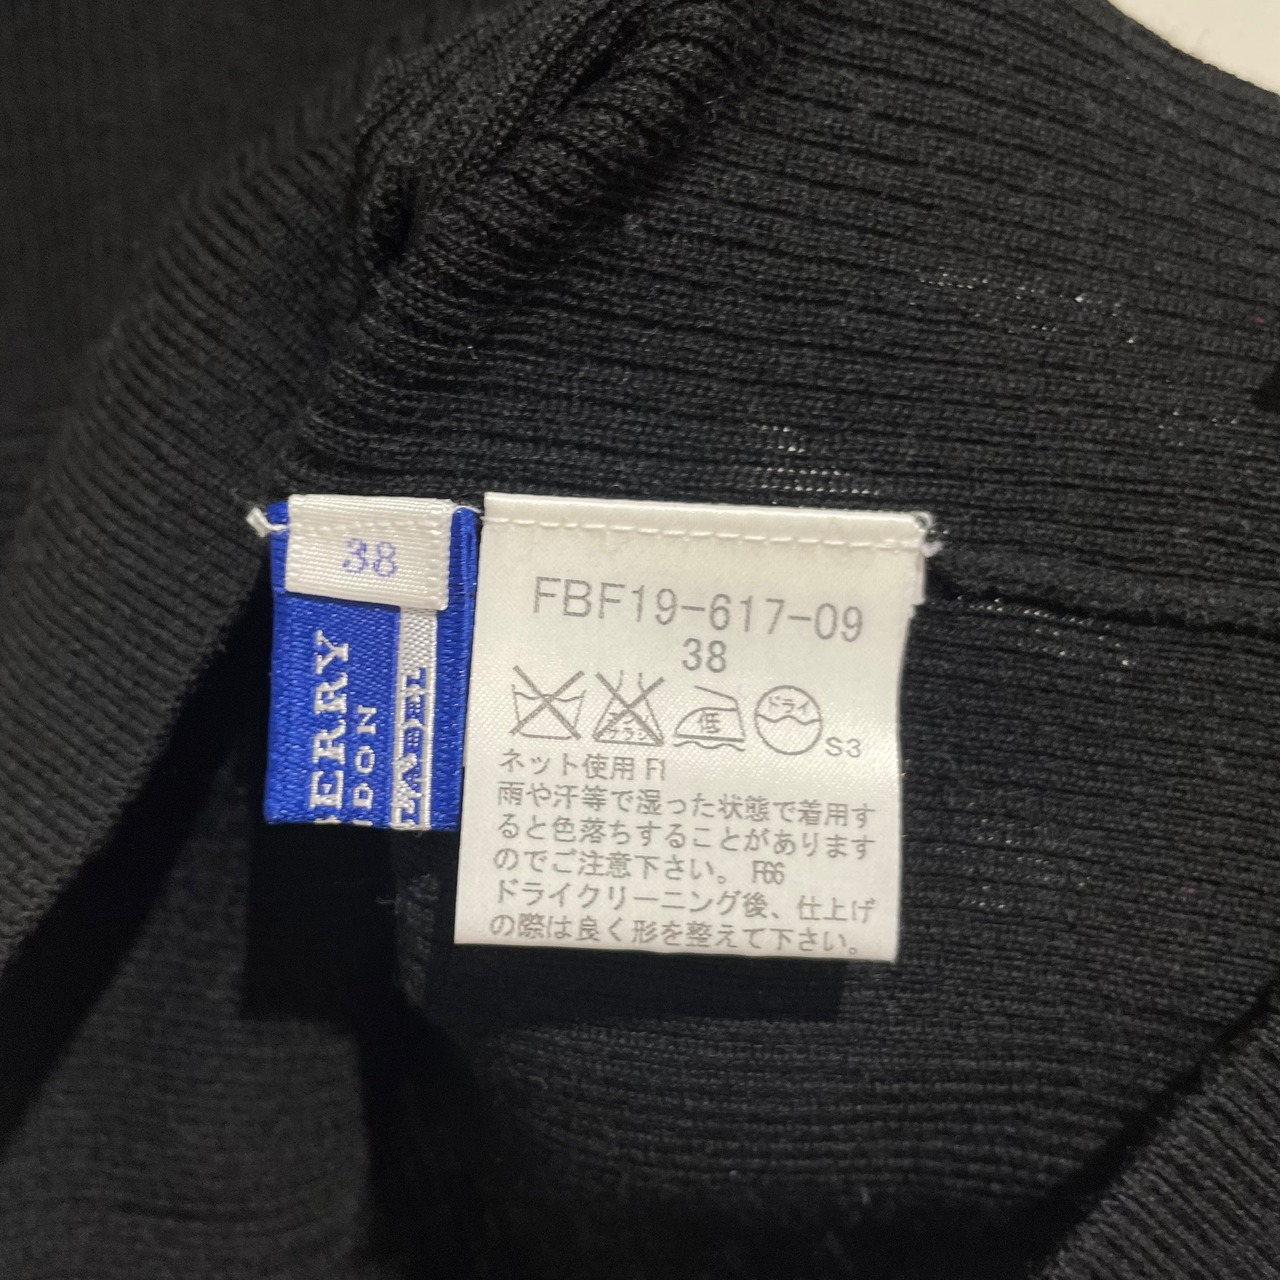 38
ERRY
DON
FBF19-617-09
38
低
ドライ
S3
ネット使用 F1
雨や汗等で湿った状態で着用す
ると色落ちすることがあります
のでご注意下さい。 F66
ドライクリーニング後、仕上げ
の際は良く形を整えて下さい。